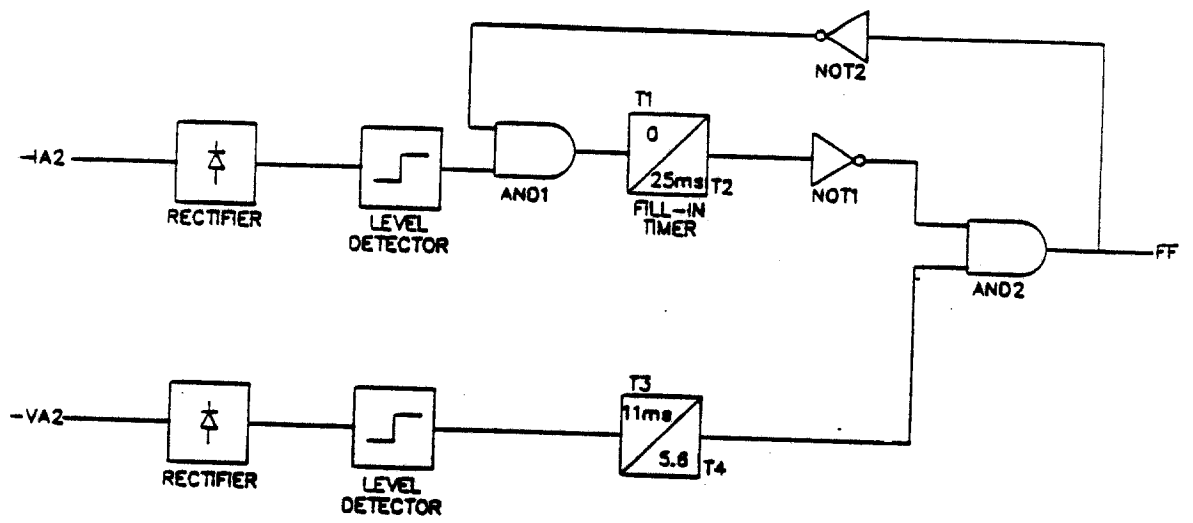 NOT2
T1
0
25ms
T2
FILL-IN
TIMER
-IA2
RECTIFIER
LEVEL
DETECTOR
AND1
NOT1
AND2
FF
-VA2
RECTIFIER
LEVEL
DETECTOR
T3
11ms
5.6
T4